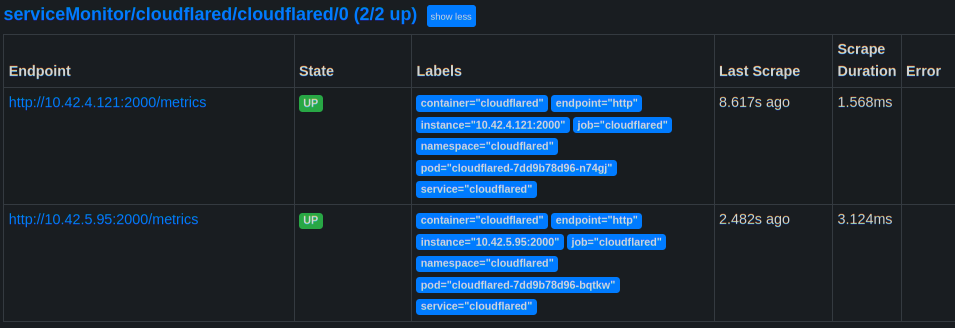 serviceMonitor/cloudflared/cloudflared/0 (2/2 up) show less
Endpoint State Labels Last Scrape Scrape Duration Error
http://10.42.4.121:2000/metrics UP container="cloudflared" endpoint="http" 8.617s ago 1.568ms
instance="10.42.4.121:2000" job="cloudflared"
namespace="cloudflared"
pod="cloudflared-7dd9b78d96-n74gj"
service="cloudflared"
http://10.42.5.95:2000/metrics UP container="cloudflared" endpoint="http" 2.482s ago 3.124ms
instance="10.42.5.95:2000" job="cloudflared"
namespace="cloudflared"
pod="cloudflared-7dd9b78d96-bqtkw"
service="cloudflared"